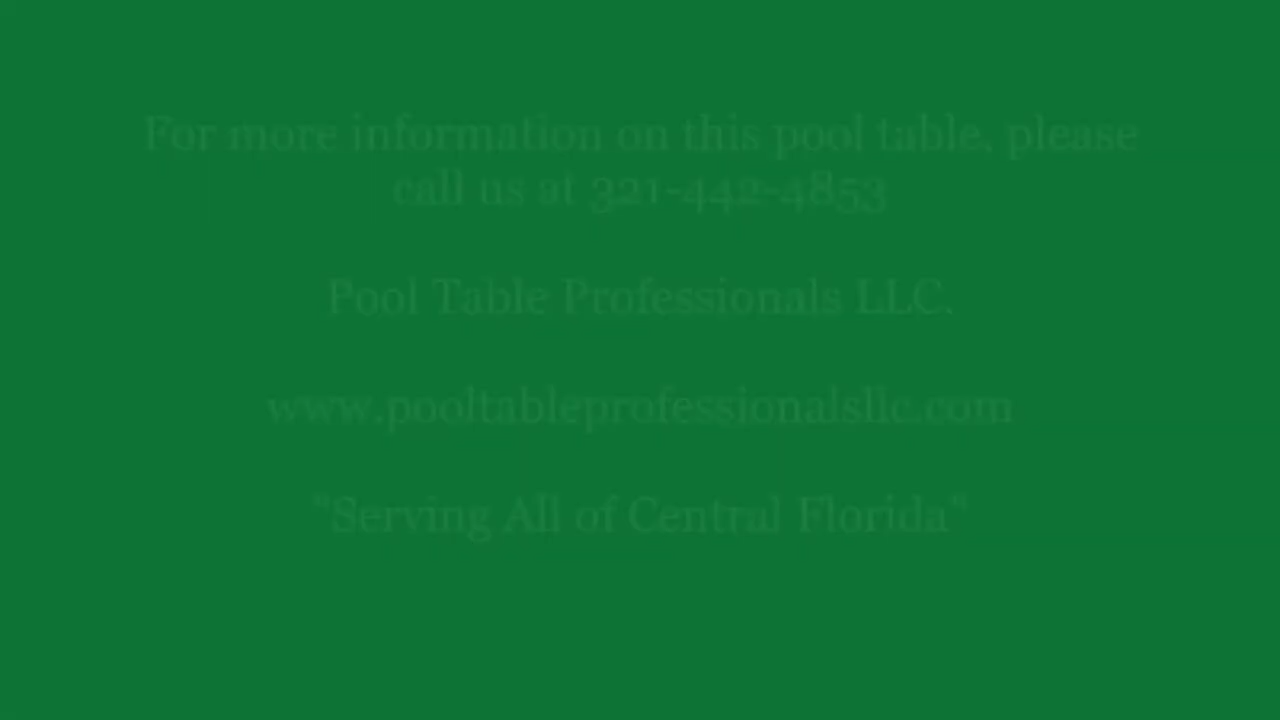 For more information on this pool table, please
call us at 321-442-4853
Pool Table Professionals LLC.
www.pooltableprofessionalsllc.com
"Serving All of Central Florida"